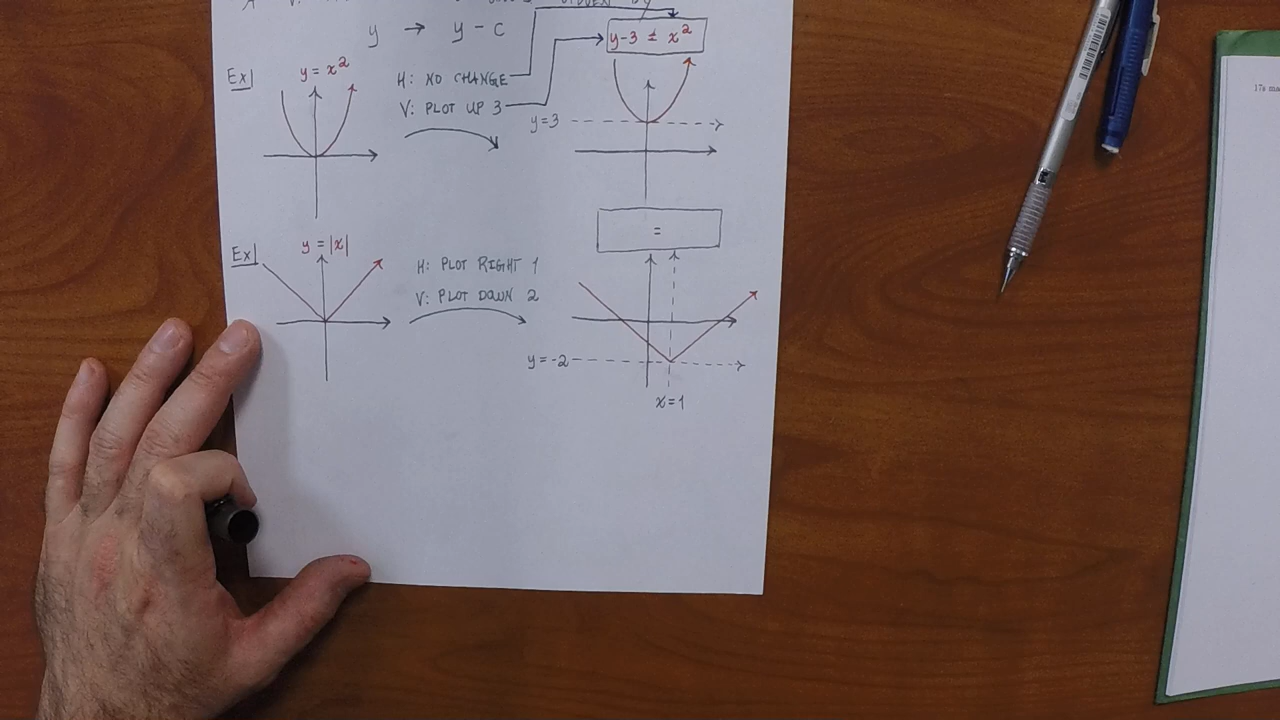 y → y - C
y-3 = x²
Ex]
y = x²
H: NO CHANGE
V: PLOT UP 3
y=3
=
Ex]
y = |x|
H: PLOT RIGHT 1
V: PLOT DOWN 2
y=-2
x=1